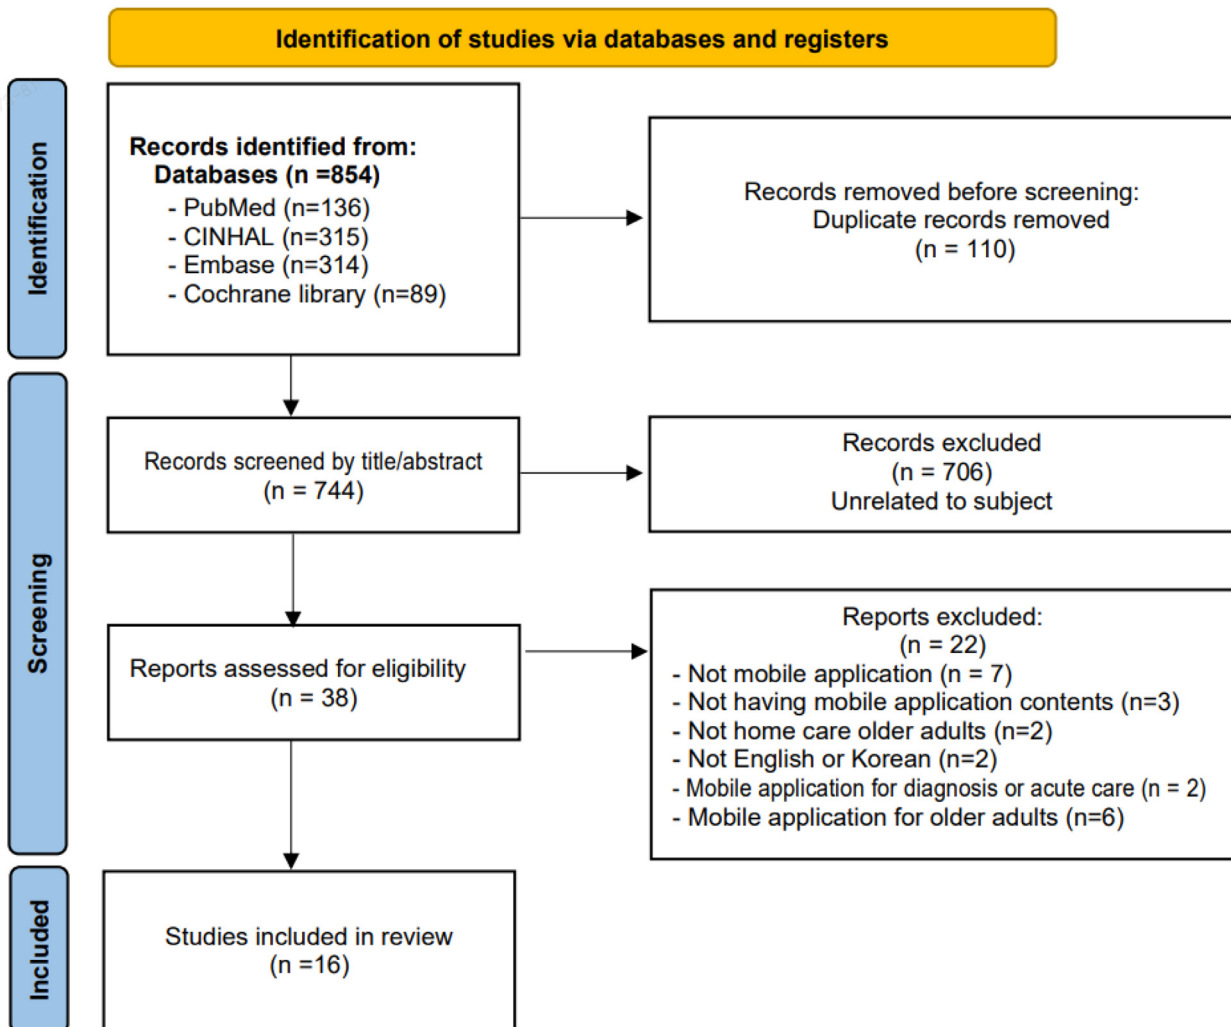 Identification of studies via databases and registers
Identification
Records identified from:
Databases (n =854)
- PubMed (n=136)
- CINHAL (n=315)
- Embase (n=314)
- Cochrane library (n=89)
Records removed before screening:
Duplicate records removed
(n = 110)
Screening
Records screened by title/abstract
(n = 744)
Records excluded
(n = 706)
Unrelated to subject
Reports assessed for eligibility
(n = 38)
Reports excluded:
(n = 22)
- Not mobile application (n = 7)
- Not having mobile application contents (n=3)
- Not home care older adults (n=2)
- Not English or Korean (n=2)
- Mobile application for diagnosis or acute care (n = 2)
- Mobile application for older adults (n=6)
Included
Studies included in review
(n =16)